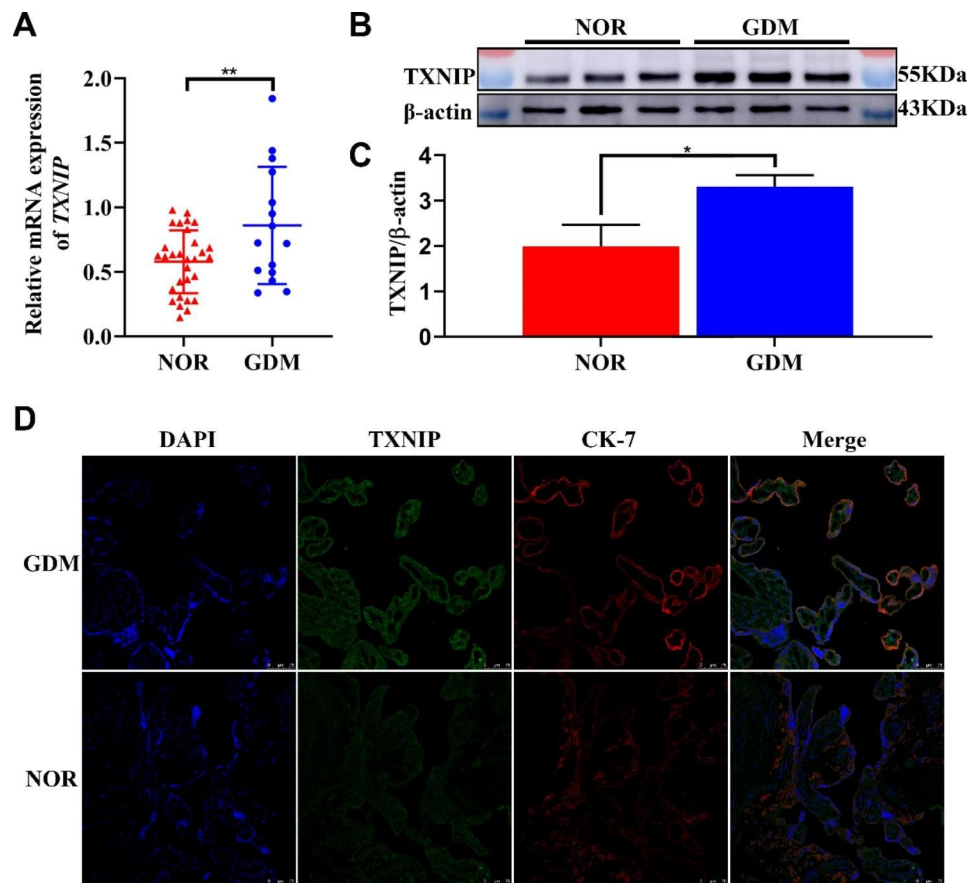 A
**
Relative mRNA expression
of TXNIP
2.0
1.5
1.0
0.5
0.0
NOR GDM
B
NOR GDM
TXNIP 55KDa
β-actin 43KDa
C
*
TXNIP/β-actin
4
3
2
1
0
NOR GDM
D
DAPI TXNIP CK-7 Merge
GDM
NOR